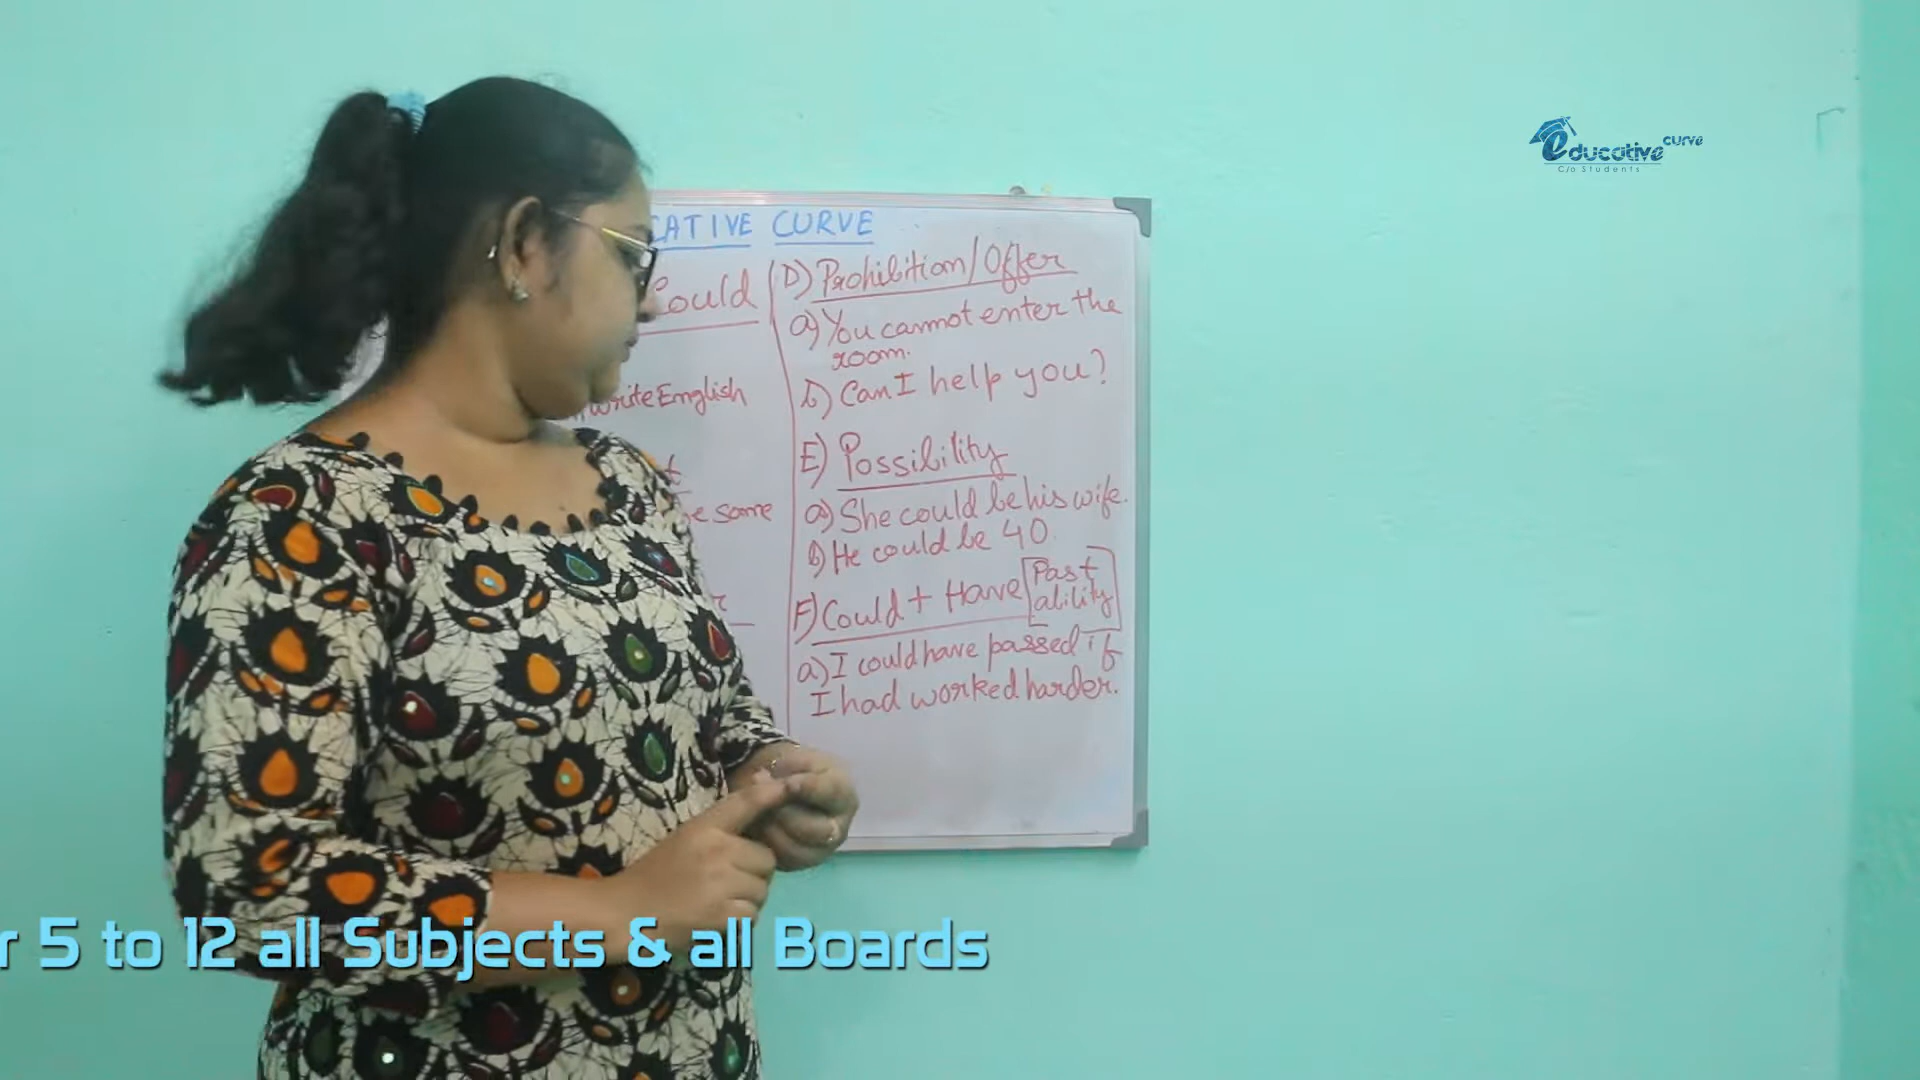 CATIVE CURVE
Could
write English
e some
D) Prohibition/Offer
a) You cannot enter the
room.
b) Can I help you?
E) Possibility
a) She could be his wife.
b) He could be 40.
F) Could + Have [Past
ability]
a) I could have passed if
I had worked harder.
Educative curve
C/o Students
r 5 to 12 all Subjects & all Boards